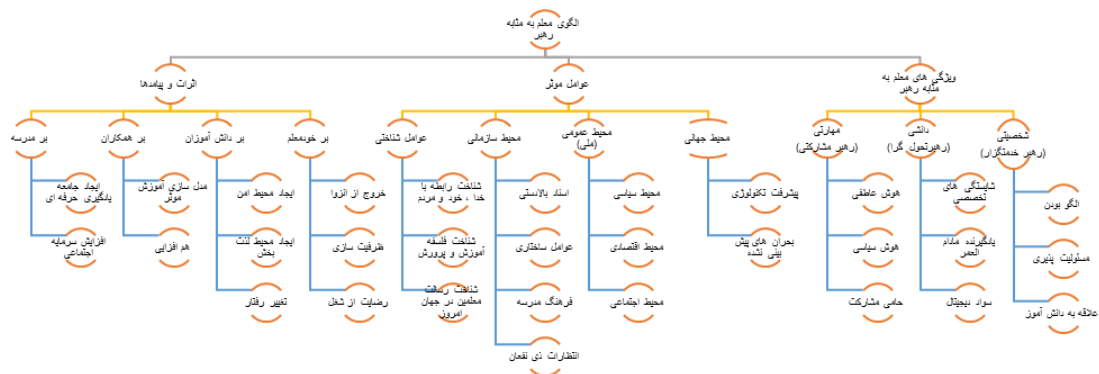 الگوی معلم به مثابه
رهبر
ویژگی های معلم به
مثابه رهبر
عوامل موثر
اثرات و پیامدها
شخصیتی
(رهبر خدمتگزار)
الگو بودن
مسئولیت پذیری
علاقه به دانش آموز
دانشی
(رهبرتحول گرا)
شایستگی های
تخصصی
یادگیرنده مادام
العمر
سواد دیجیتال
مهارتی
(رهبر مشارکتی)
هوش عاطفی
هوش سیاسی
حامی مشارکت
محیط جهانی
پیشرفت تکنولوژی
بحران های پیش
بینی نشده
محیط عمومی
(ملی)
محیط سیاسی
محیط اقتصادی
محیط اجتماعی
محیط سازمانی
اسناد بالادستی
عوامل ساختاری
فرهنگ مدرسه
انتظارات ذی نفعان
عوامل شناختی
شناخت رابطه با
خدا ، خود و مردم
شناخت فلسفه
آموزش و پرورش
شناخت رسالت
معلمین در جهان
امروز
بر خودمعلم
خروج از انزوا
ظرفیت سازی
رضایت از شغل
بر دانش آموزان
ایجاد محیط امن
ایجاد محیط لذت
بخش
تغییر رفتار
بر همکاران
مدل سازی آموزش
موثر
هم افزایی
بر مدرسه
ایجاد جامعه
یادگیری حرفه ای
افزایش سرمایه
اجتماعی